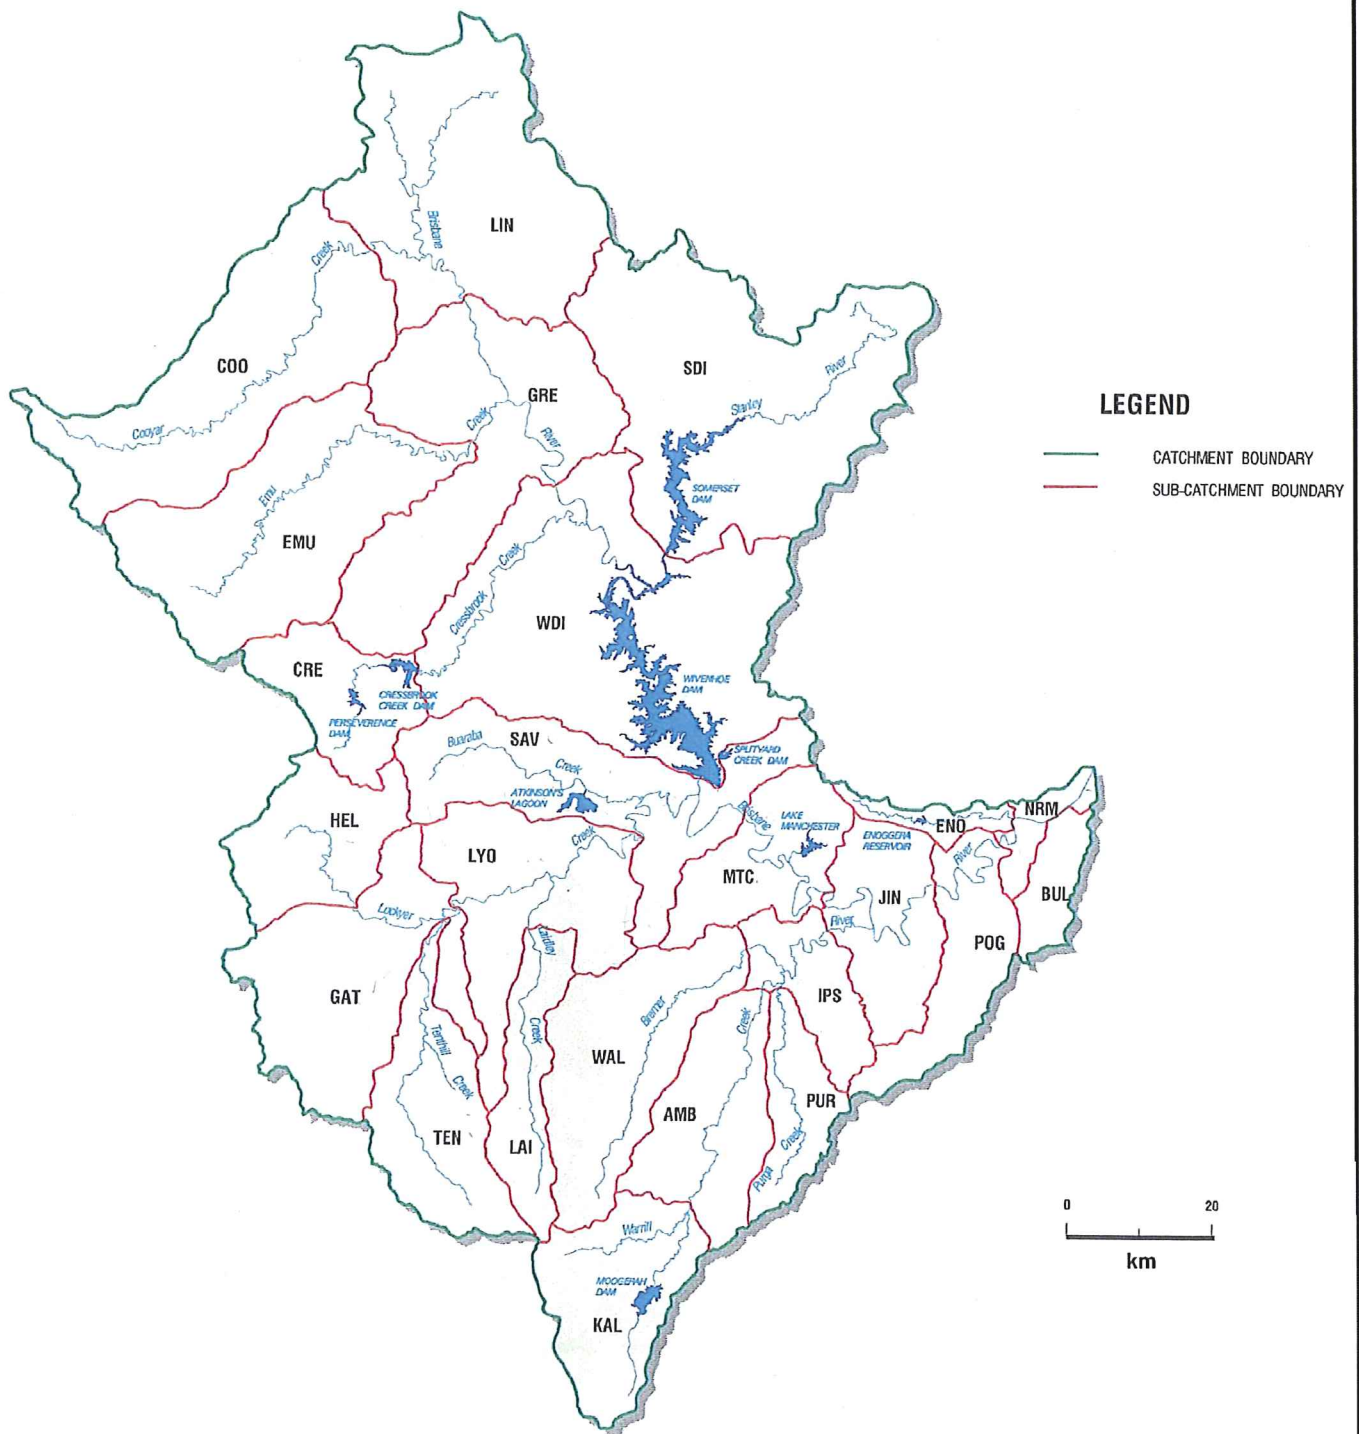 LIN
Brisbane
Creek
COO
Cooyar
SDI
River
Stanley
GRE
Creek
River
LEGEND
CATCHMENT BOUNDARY
SUB-CATCHMENT BOUNDARY
SOMERSET
DAM
Emu
EMU
Creek
Cressbrook
WDI
CRE
CRESSBROOK
CREEK DAM
PERSEVERENCE
DAM
WIVENHOE
DAM
SAV
Buaraba
Creek
SPLITYARD
CREEK DAM
ATKINSON'S
LAGOON
HEL
LYO
Creek
Brisbane
LAKE
MANCHESTER
ENOGGERA
RESERVOIR
ENO
NRM
River
MTC
JIN
BUL
Lockyer
River
POG
Laidley
GAT
Tenthill
Creek
Creek
WAL
Bremer
Creek
IPS
AMB
PUR
TEN
LAI
Purga
Creek
Warrill
MOOGERAH
DAM
KAL
0 20
km